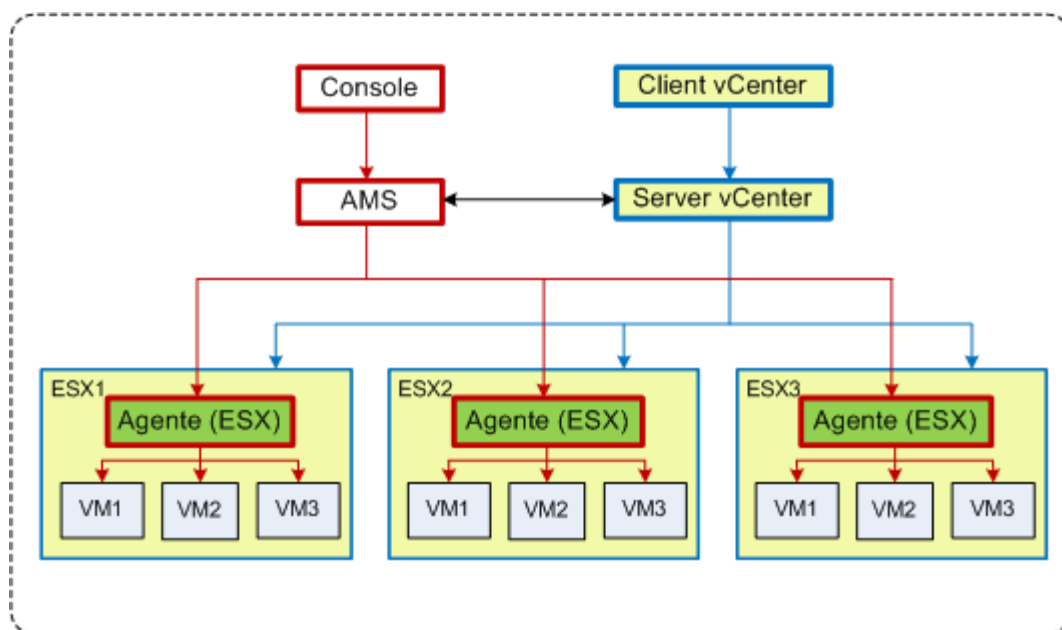 Console
Client vCenter
AMS
Server vCenter
ESX1
Agente (ESX)
VM1
VM2
VM3
ESX2
Agente (ESX)
VM1
VM2
VM3
ESX3
Agente (ESX)
VM1
VM2
VM3